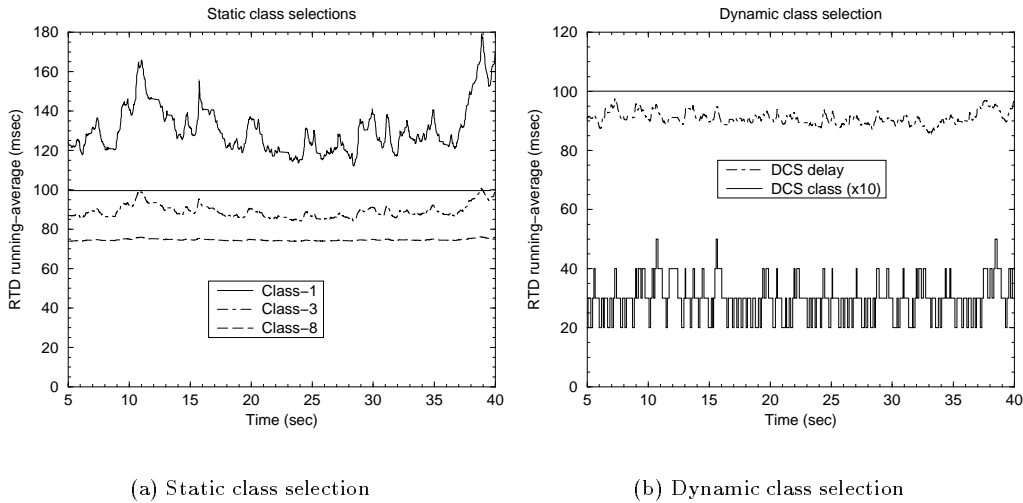 Static class selections
180
160
140
120
100
80
60
40
20
0
RTD running−average (msec)
Class−1
Class−3
Class−8
5 10 15 20 25 30 35 40
Time (sec)
(a) Static class selection
Dynamic class selection
120
100
80
60
40
20
0
RTD running−average (msec)
DCS delay
DCS class (x10)
5 10 15 20 25 30 35 40
Time (sec)
(b) Dynamic class selection